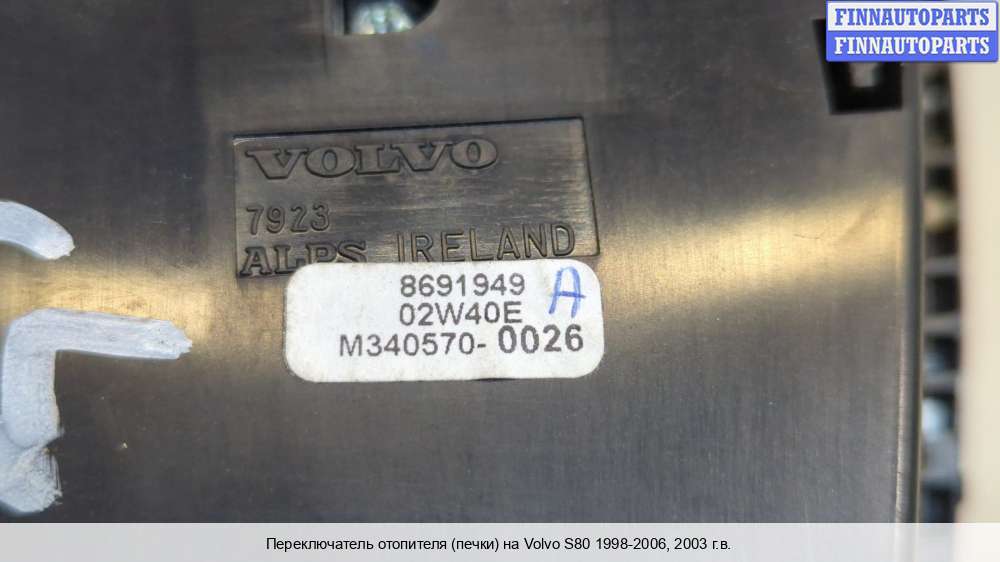 FINNAUTOPARTS
FINNAUTOPARTS
VOLVO
7923
ALPS IRELAND
8691949 A
02W40E
M340570-0026
Переключатель отопителя (печки) на Volvo S80 1998-2006, 2003 г.в.